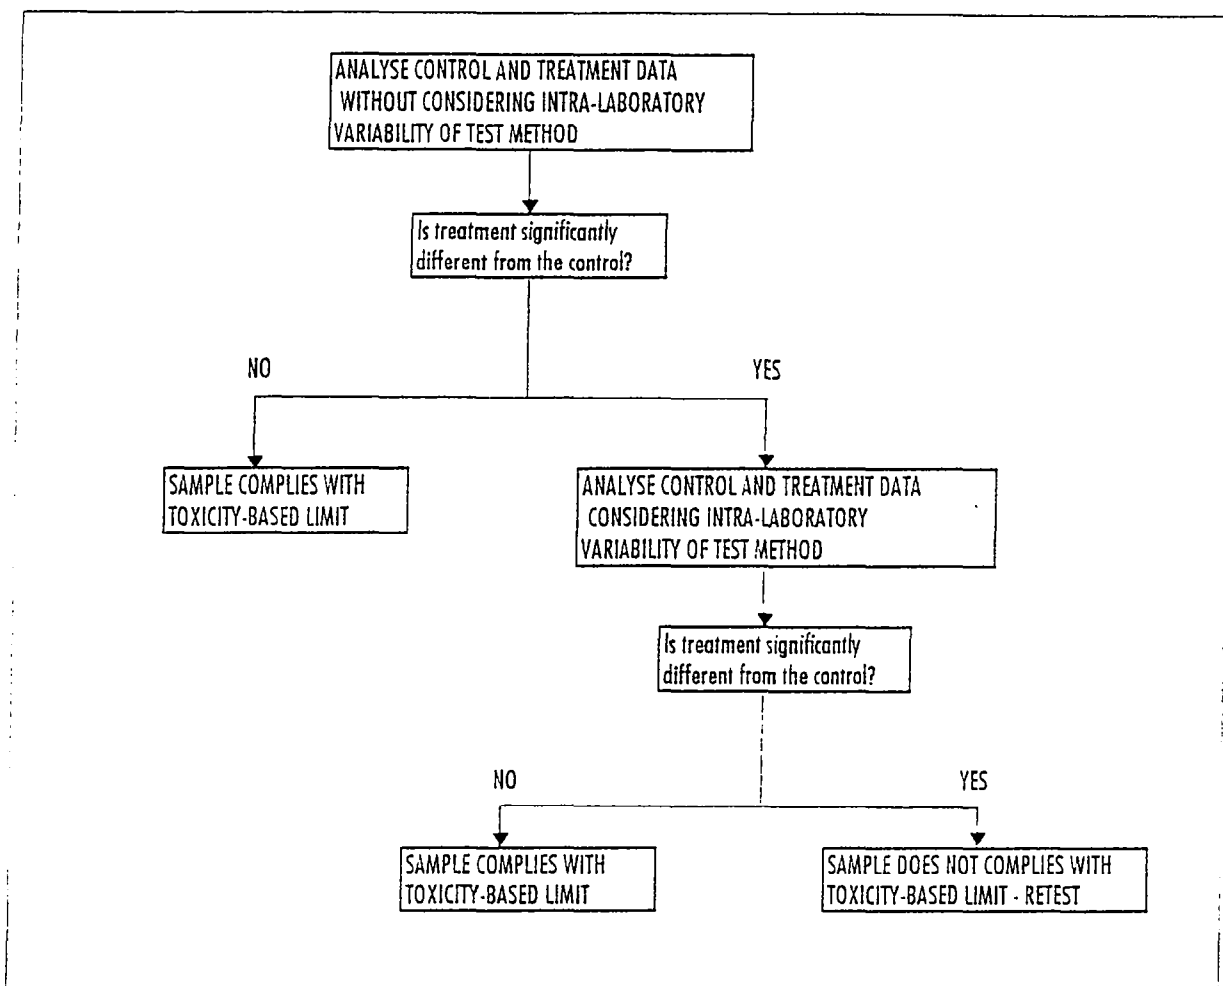 ANALYSE CONTROL AND TREATMENT DATA
WITHOUT CONSIDERING INTRA-LABORATORY
VARIABILITY OF TEST METHOD
Is treatment significantly
different from the control?
NO
YES
SAMPLE COMPLIES WITH
TOXICITY-BASED LIMIT
ANALYSE CONTROL AND TREATMENT DATA
CONSIDERING INTRA-LABORATORY
VARIABILITY OF TEST METHOD
Is treatment significantly
different from the control?
NO
YES
SAMPLE COMPLIES WITH
TOXICITY-BASED LIMIT
SAMPLE DOES NOT COMPLIES WITH
TOXICITY-BASED LIMIT - RETEST